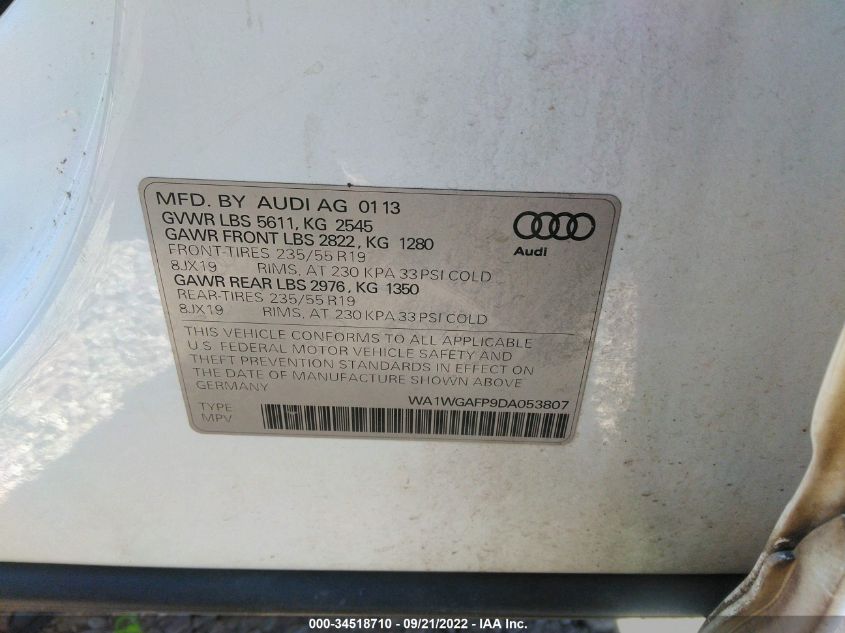 MFD. BY AUDI AG 01 13
GVWR LBS 5611, KG 2545
GAWR FRONT LBS 2822, KG 1280
FRONT-TIRES 235/55 R19
8JX19 RIMS, AT 230 KPA 33 PSI COLD
GAWR REAR LBS 2976, KG 1350
REAR-TIRES 235/55 R19
8JX19 RIMS, AT 230 KPA 33 PSI COLD
Audi
THIS VEHICLE CONFORMS TO ALL APPLICABLE
U.S. FEDERAL MOTOR VEHICLE SAFETY AND
THEFT PREVENTION STANDARDS IN EFFECT ON
THE DATE OF MANUFACTURE SHOWN ABOVE
GERMANY
WA1WGAFP9DA053807
TYPE
MPV
000-34518710 - 09/21/2022 - IAA Inc.